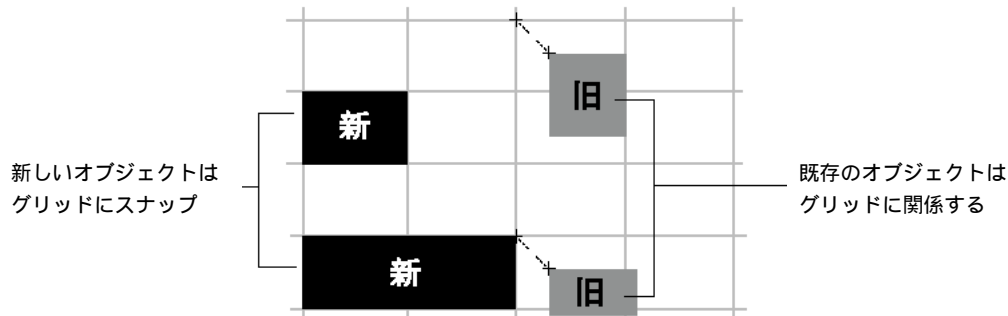 旧
新
新しいオブジェクトは
グリッドにスナップ
既存のオブジェクトは
グリッドに関係する
新
旧